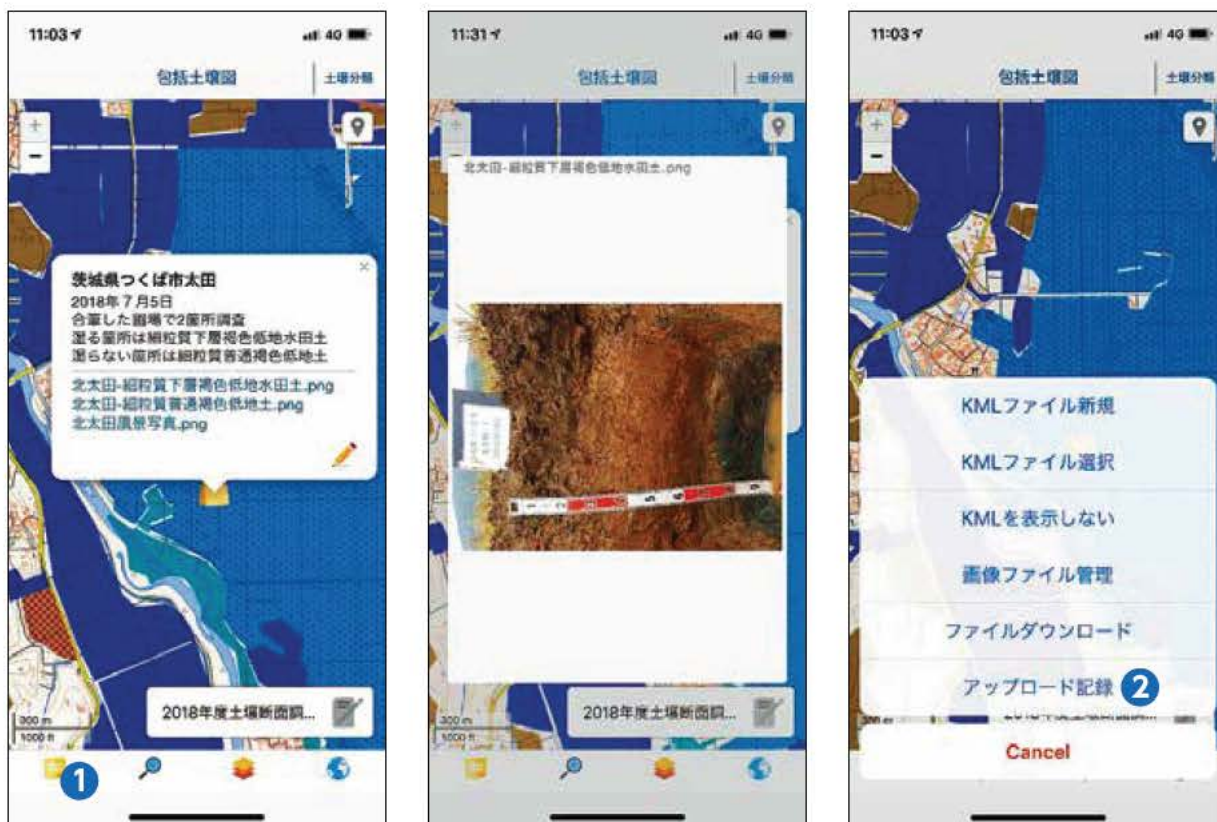 11:03
4G
包括土壌図
土壌分類
+
−
茨城県つくば市太田
×
2018年7月5日
合筆した圃場で2箇所調査
湿る箇所は細粒質下層褐色低地水田土
湿らない箇所は細粒質普通褐色低地土
北太田-細粒質下層褐色低地水田土.png
北太田-細粒質普通褐色低地土.png
北太田風景写真.png
300 m
1000 ft
2018年度土壌断面調...
1
11:31
4G
包括土壌図
土壌分類
+
−
北太田-細粒質下層褐色低地水田土.png
1
2
5
6
9
300 m
1000 ft
2018年度土壌断面調...
11:03
4G
包括土壌図
土壌分類
+
−
KMLファイル新規
KMLファイル選択
KMLを表示しない
画像ファイル管理
ファイルダウンロード
アップロード記録
2
Cancel